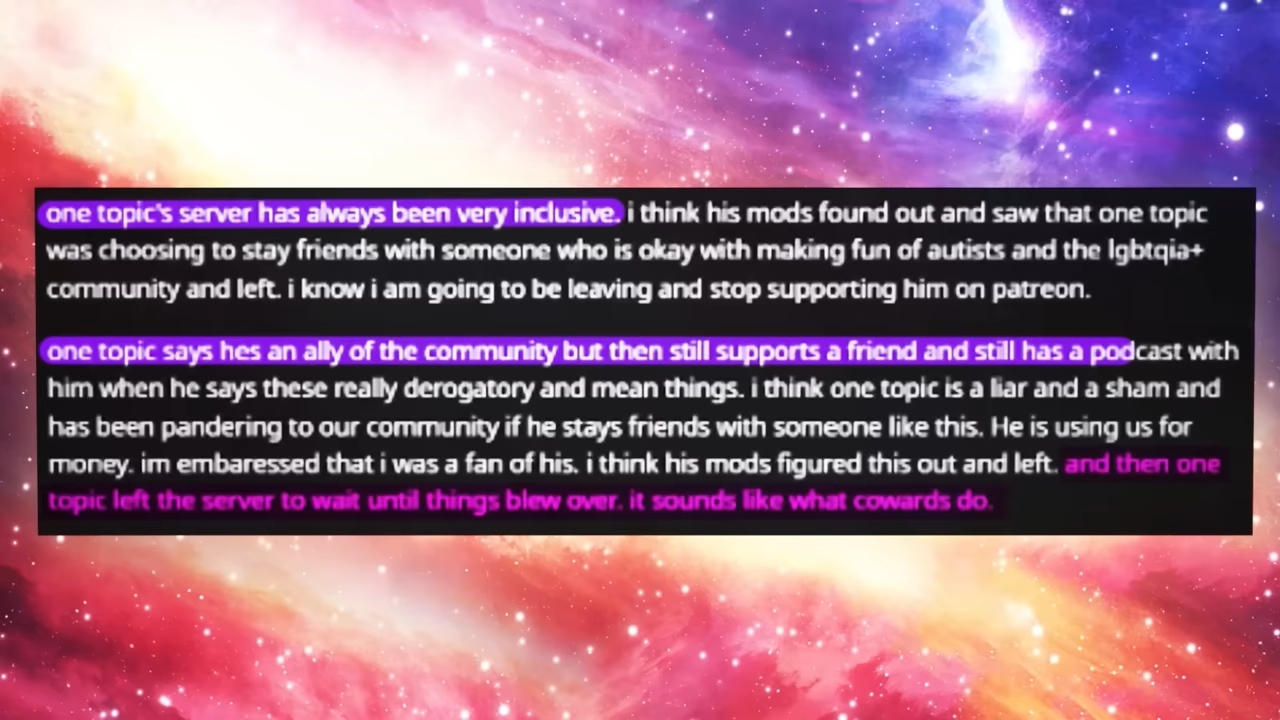 one topic's server has always been very inclusive. i think his mods found out and saw that one topic
was choosing to stay friends with someone who is okay with making fun of autists and the lgbtqia+
community and left. i know i am going to be leaving and stop supporting him on patreon.
one topic says hes an ally of the community but then still supports a friend and still has a podcast with
him when he says these really derogatory and mean things. i think one topic is a liar and a sham and
has been pandering to our community if he stays friends with someone like this. He is using us for
money. im embaressed that i was a fan of his. i think his mods figured this out and left. and then one
topic left the server to wait until things blew over. it sounds like what cowards do.